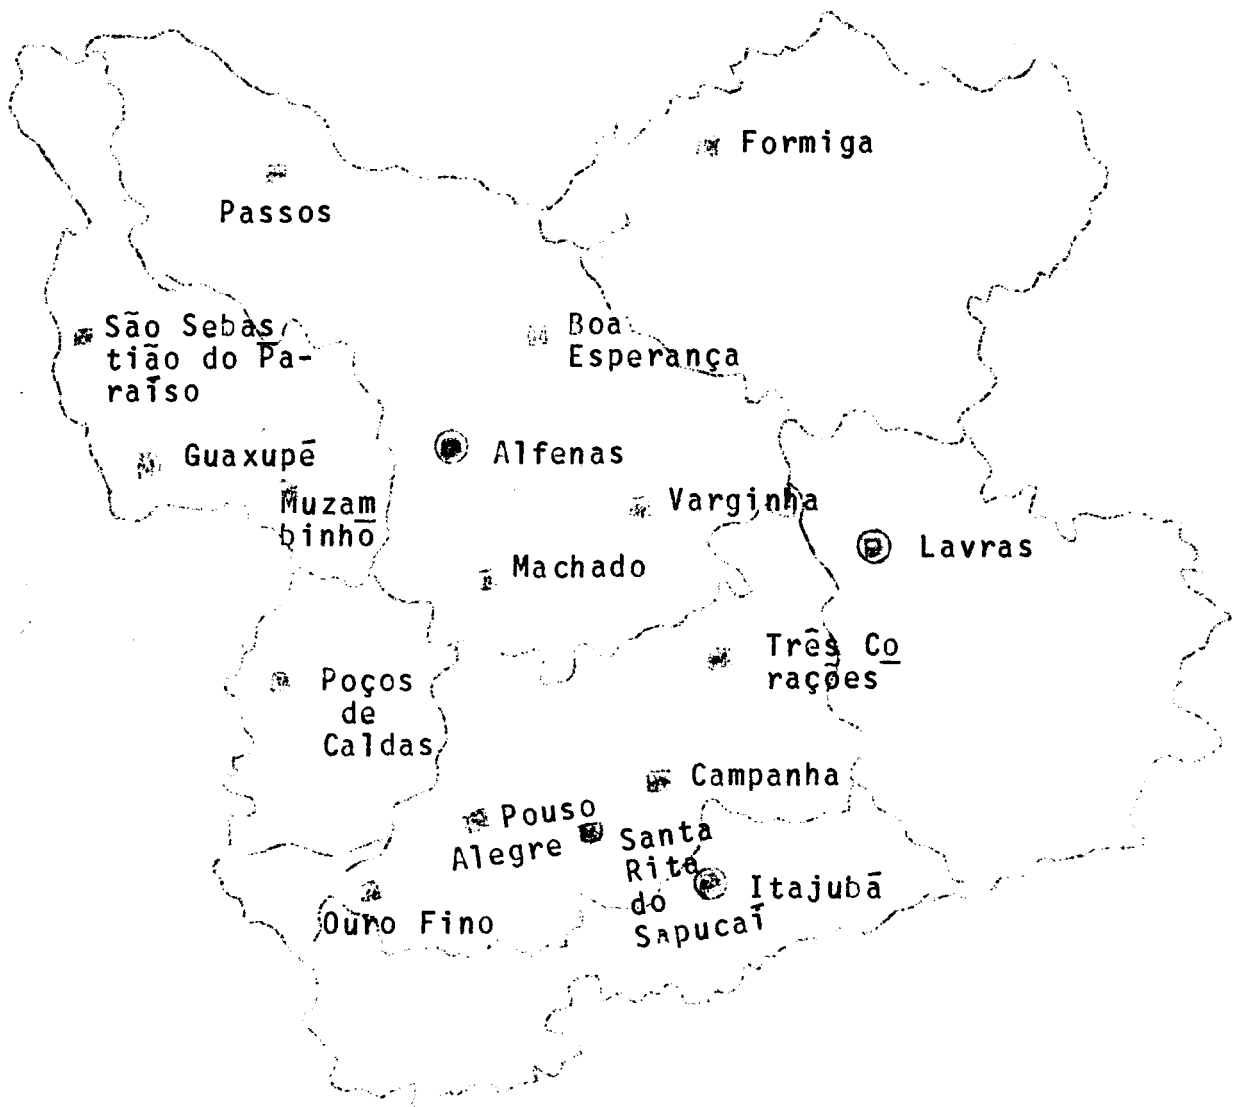 Formiga
Passos
São Sebas
tião do Pa-
raíso
Boa
Esperança
Guaxupé
Alfenas
Muzam
binho
Varginha
Lavras
Machado
Três Co
rações
Poços
de
Caldas
Campanha
Pouso
Alegre
Santa
Rita
do
Sapucaí
Itajubá
Ouro Fino